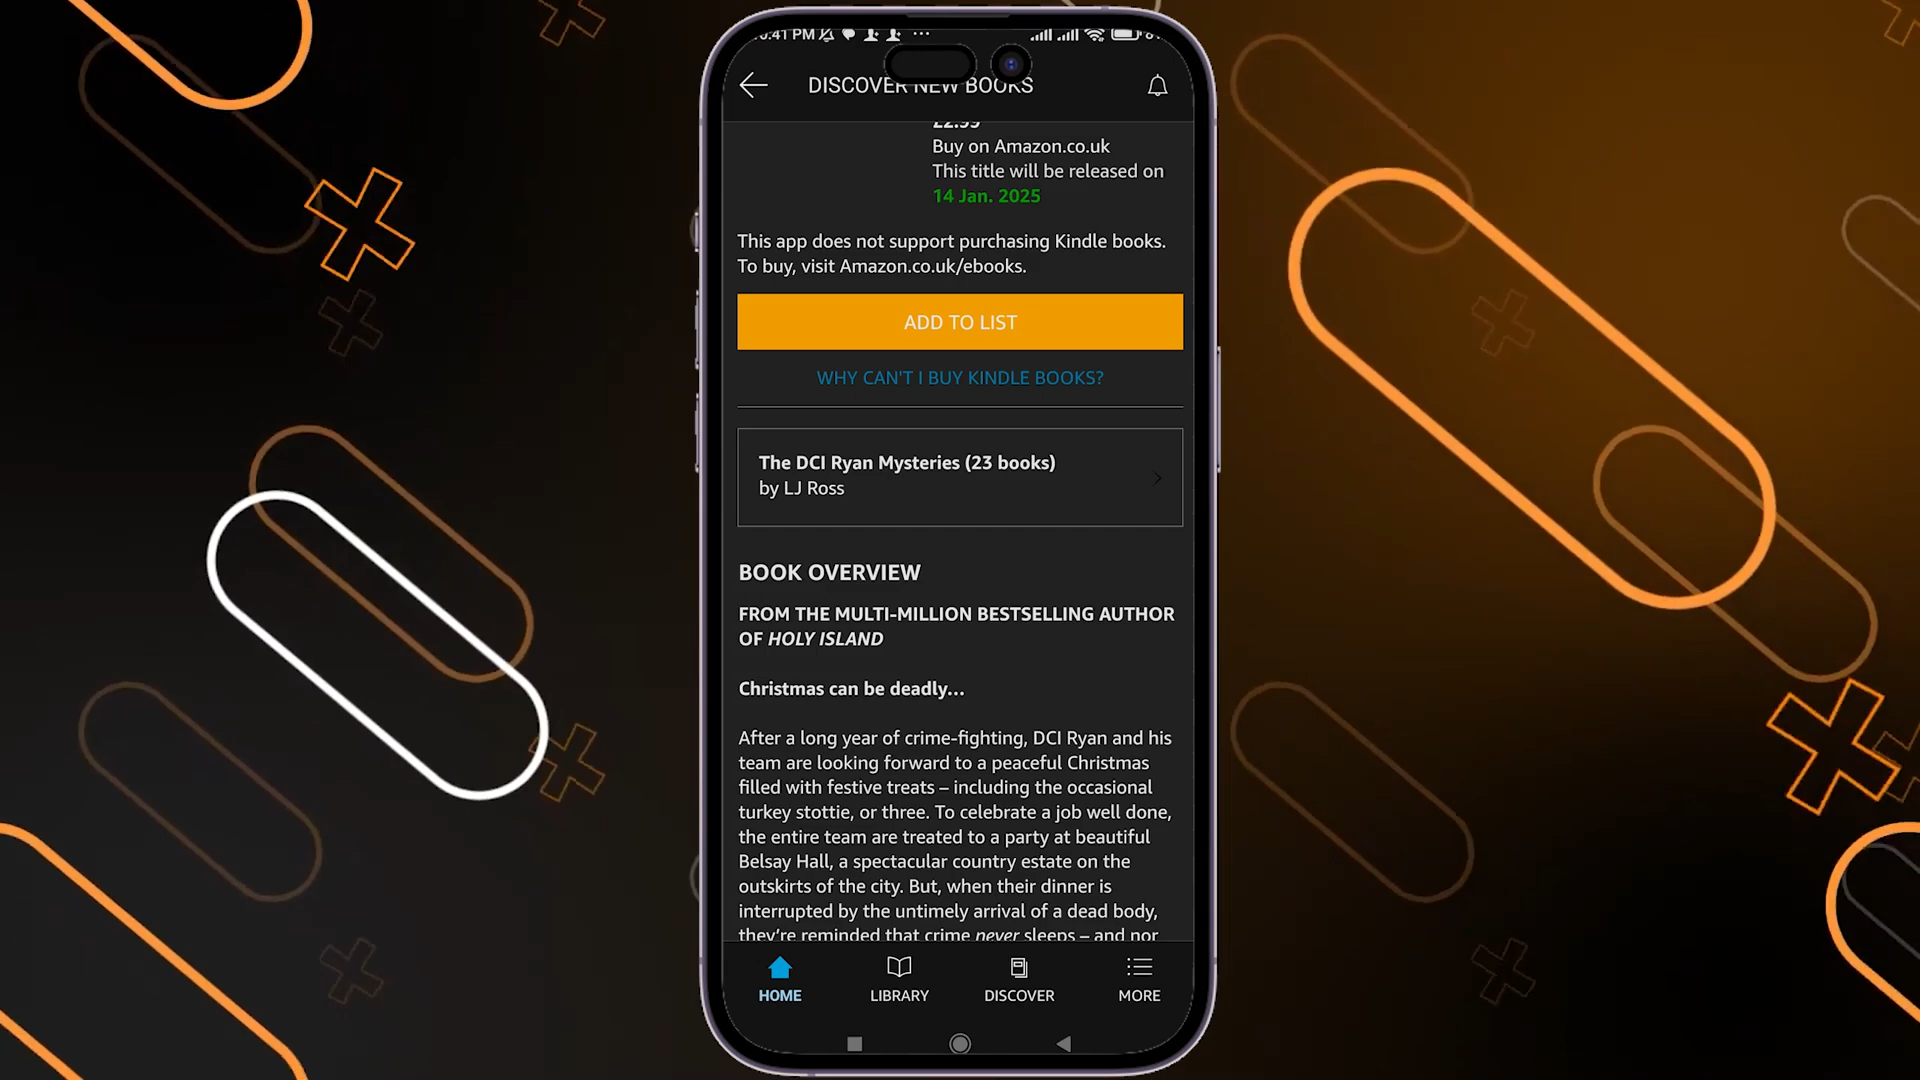 DISCOVER NEW BOOKS
£2.99
Buy on Amazon.co.uk
This title will be released on
14 Jan. 2025
This app does not support purchasing Kindle books.
To buy, visit Amazon.co.uk/ebooks.
ADD TO LIST
WHY CAN'T I BUY KINDLE BOOKS?
The DCI Ryan Mysteries (23 books)
by LJ Ross
BOOK OVERVIEW
FROM THE MULTI-MILLION BESTSELLING AUTHOR
OF HOLY ISLAND
Christmas can be deadly…
After a long year of crime-fighting, DCI Ryan and his
team are looking forward to a peaceful Christmas
filled with festive treats – including the occasional
turkey stottie, or three. To celebrate a job well done,
the entire team are treated to a party at beautiful
Belsay Hall, a spectacular country estate on the
outskirts of the city. But, when their dinner is
interrupted by the untimely arrival of a dead body,
they're reminded that crime never sleeps – and nor
HOME
LIBRARY
DISCOVER
MORE